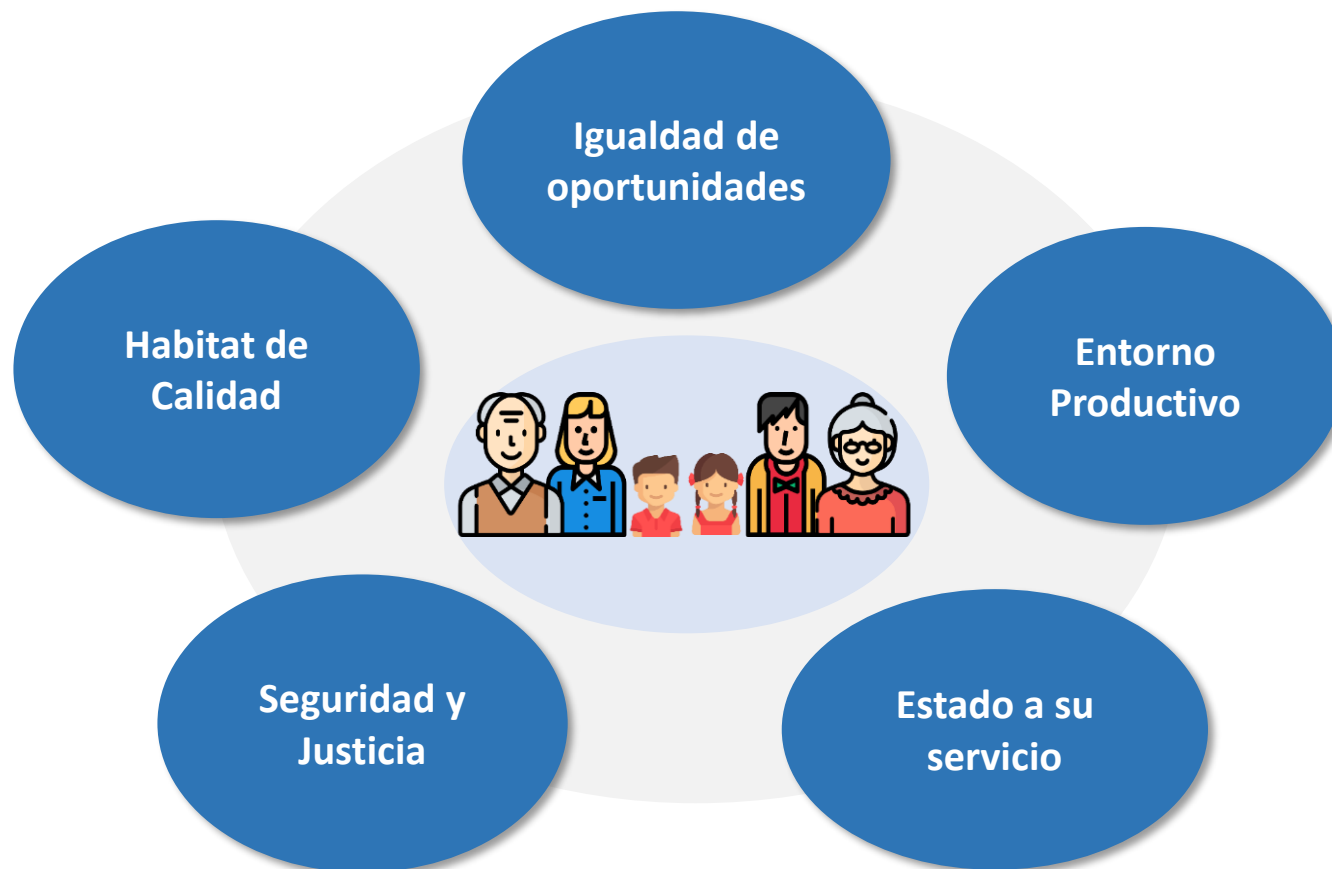 Igualdad de
oportunidades
Habitat de
Calidad
Entorno
Productivo
Seguridad y
Justicia
Estado a su
servicio